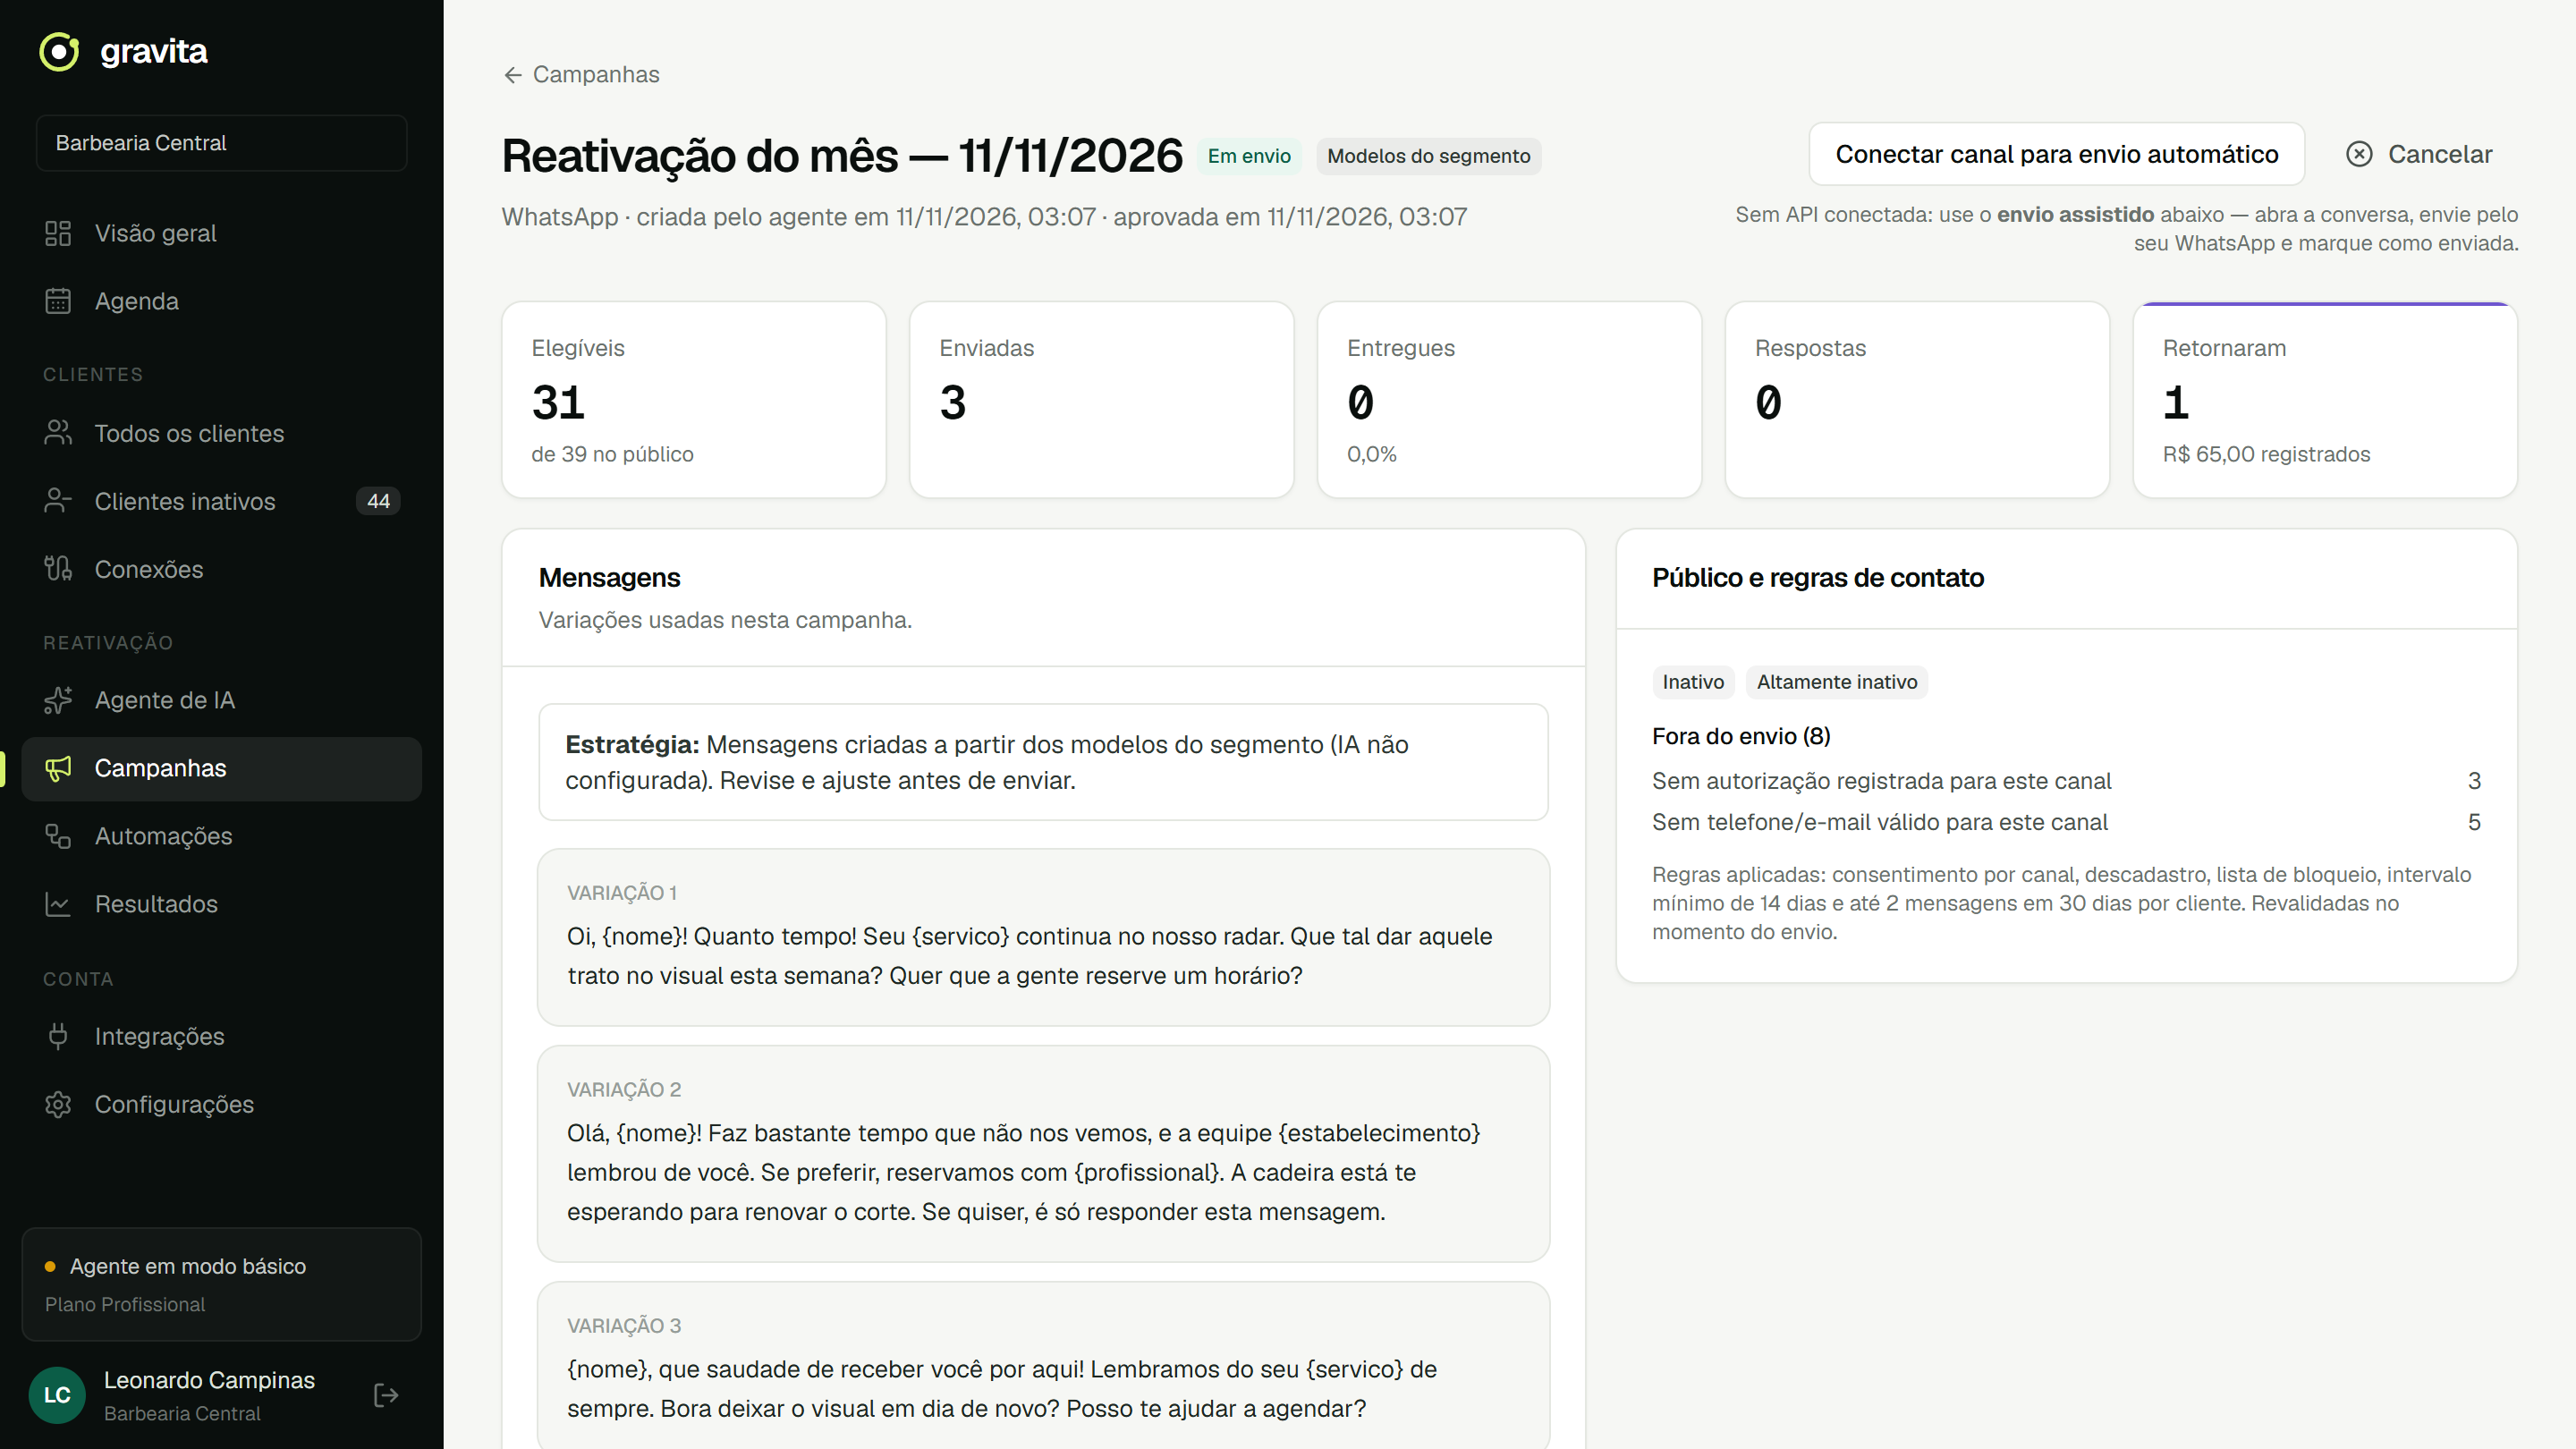 gravita
Barbearia Central
Visão geral
Agenda
CLIENTES
Todos os clientes
Clientes inativos 44
Conexões
REATIVAÇÃO
Agente de IA
Campanhas
Automações
Resultados
CONTA
Integrações
Configurações
Agente em modo básico
Plano Profissional
LC
Leonardo Campinas
Barbearia Central
← Campanhas
Reativação do mês — 11/11/2026 Em envio Modelos do segmento
WhatsApp · criada pelo agente em 11/11/2026, 03:07 · aprovada em 11/11/2026, 03:07
Conectar canal para envio automático Cancelar
Sem API conectada: use o envio assistido abaixo — abra a conversa, envie pelo
seu WhatsApp e marque como enviada.
Elegíveis
31
de 39 no público
Enviadas
3
Entregues
0
0,0%
Respostas
0
Retornaram
1
R$ 65,00 registrados
Mensagens
Variações usadas nesta campanha.
Estratégia: Mensagens criadas a partir dos modelos do segmento (IA não
configurada). Revise e ajuste antes de enviar.
VARIAÇÃO 1
Oi, {nome}! Quanto tempo! Seu {servico} continua no nosso radar. Que tal dar aquele
trato no visual esta semana? Quer que a gente reserve um horário?
VARIAÇÃO 2
Olá, {nome}! Faz bastante tempo que não nos vemos, e a equipe {estabelecimento}
lembrou de você. Se preferir, reservamos com {profissional}. A cadeira está te
esperando para renovar o corte. Se quiser, é só responder esta mensagem.
VARIAÇÃO 3
{nome}, que saudade de receber você por aqui! Lembramos do seu {servico} de
sempre. Bora deixar o visual em dia de novo? Posso te ajudar a agendar?
Público e regras de contato
Inativo Altamente inativo
Fora do envio (8)
Sem autorização registrada para este canal 3
Sem telefone/e-mail válido para este canal 5
Regras aplicadas: consentimento por canal, descadastro, lista de bloqueio, intervalo
mínimo de 14 dias e até 2 mensagens em 30 dias por cliente. Revalidadas no
momento do envio.